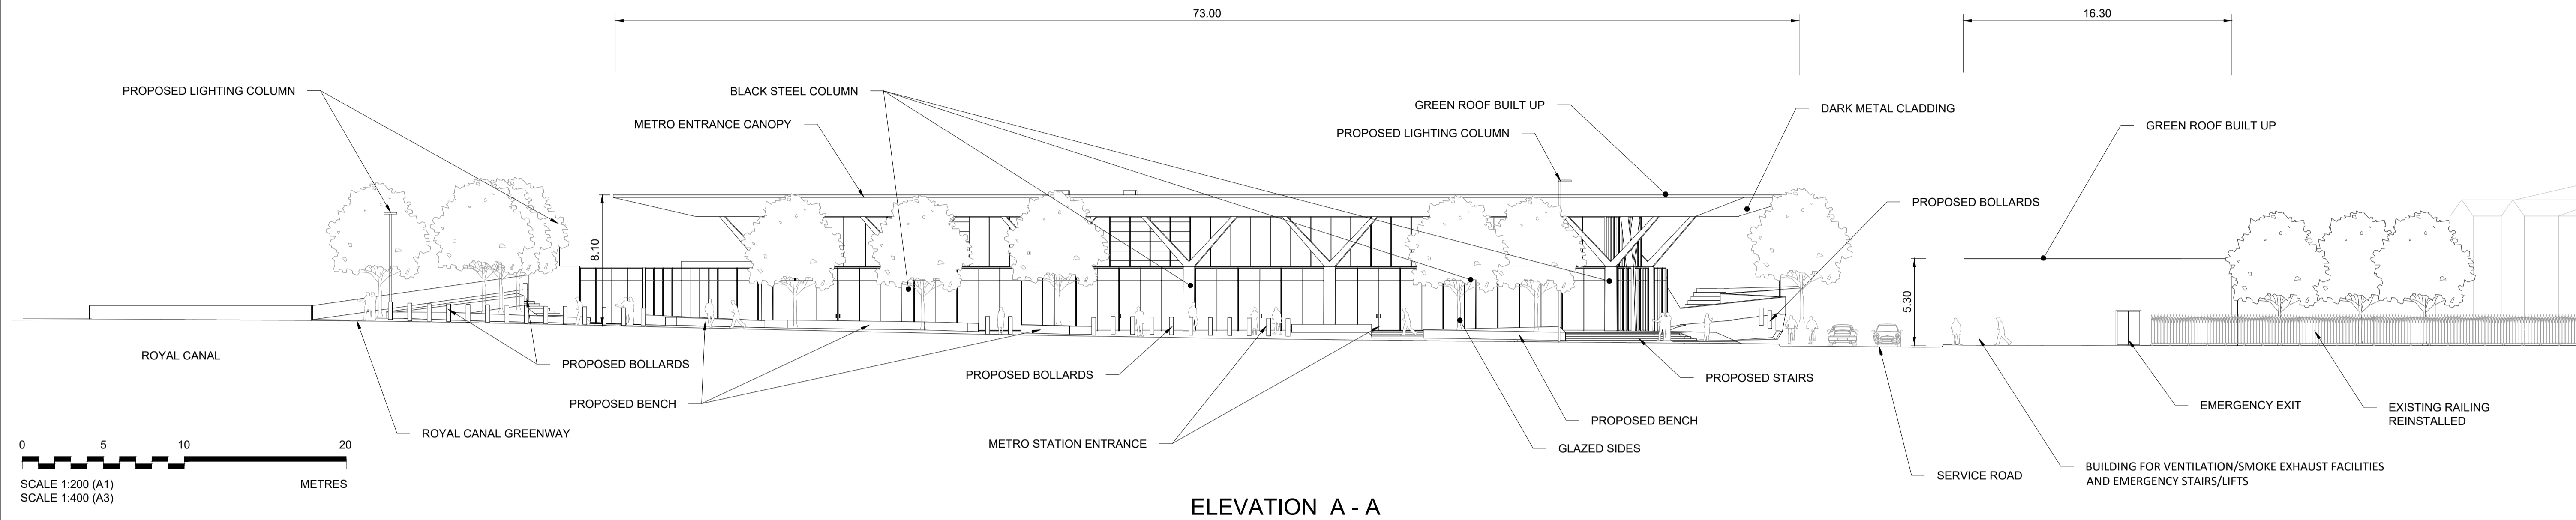 73.00
16.30
PROPOSED LIGHTING COLUMN
BLACK STEEL COLUMN
METRO ENTRANCE CANOPY
GREEN ROOF BUILT UP
PROPOSED LIGHTING COLUMN
DARK METAL CLADDING
GREEN ROOF BUILT UP
PROPOSED BOLLARDS
8.10
5.30
ROYAL CANAL
PROPOSED BOLLARDS
PROPOSED BOLLARDS
PROPOSED STAIRS
PROPOSED BENCH
PROPOSED BENCH
EMERGENCY EXIT
EXISTING RAILING
REINSTALLED
ROYAL CANAL GREENWAY
METRO STATION ENTRANCE
GLAZED SIDES
SERVICE ROAD
BUILDING FOR VENTILATION/SMOKE EXHAUST FACILITIES
AND EMERGENCY STAIRS/LIFTS
0 5 10 20
SCALE 1:200 (A1) METRES
SCALE 1:400 (A3)
ELEVATION A - A